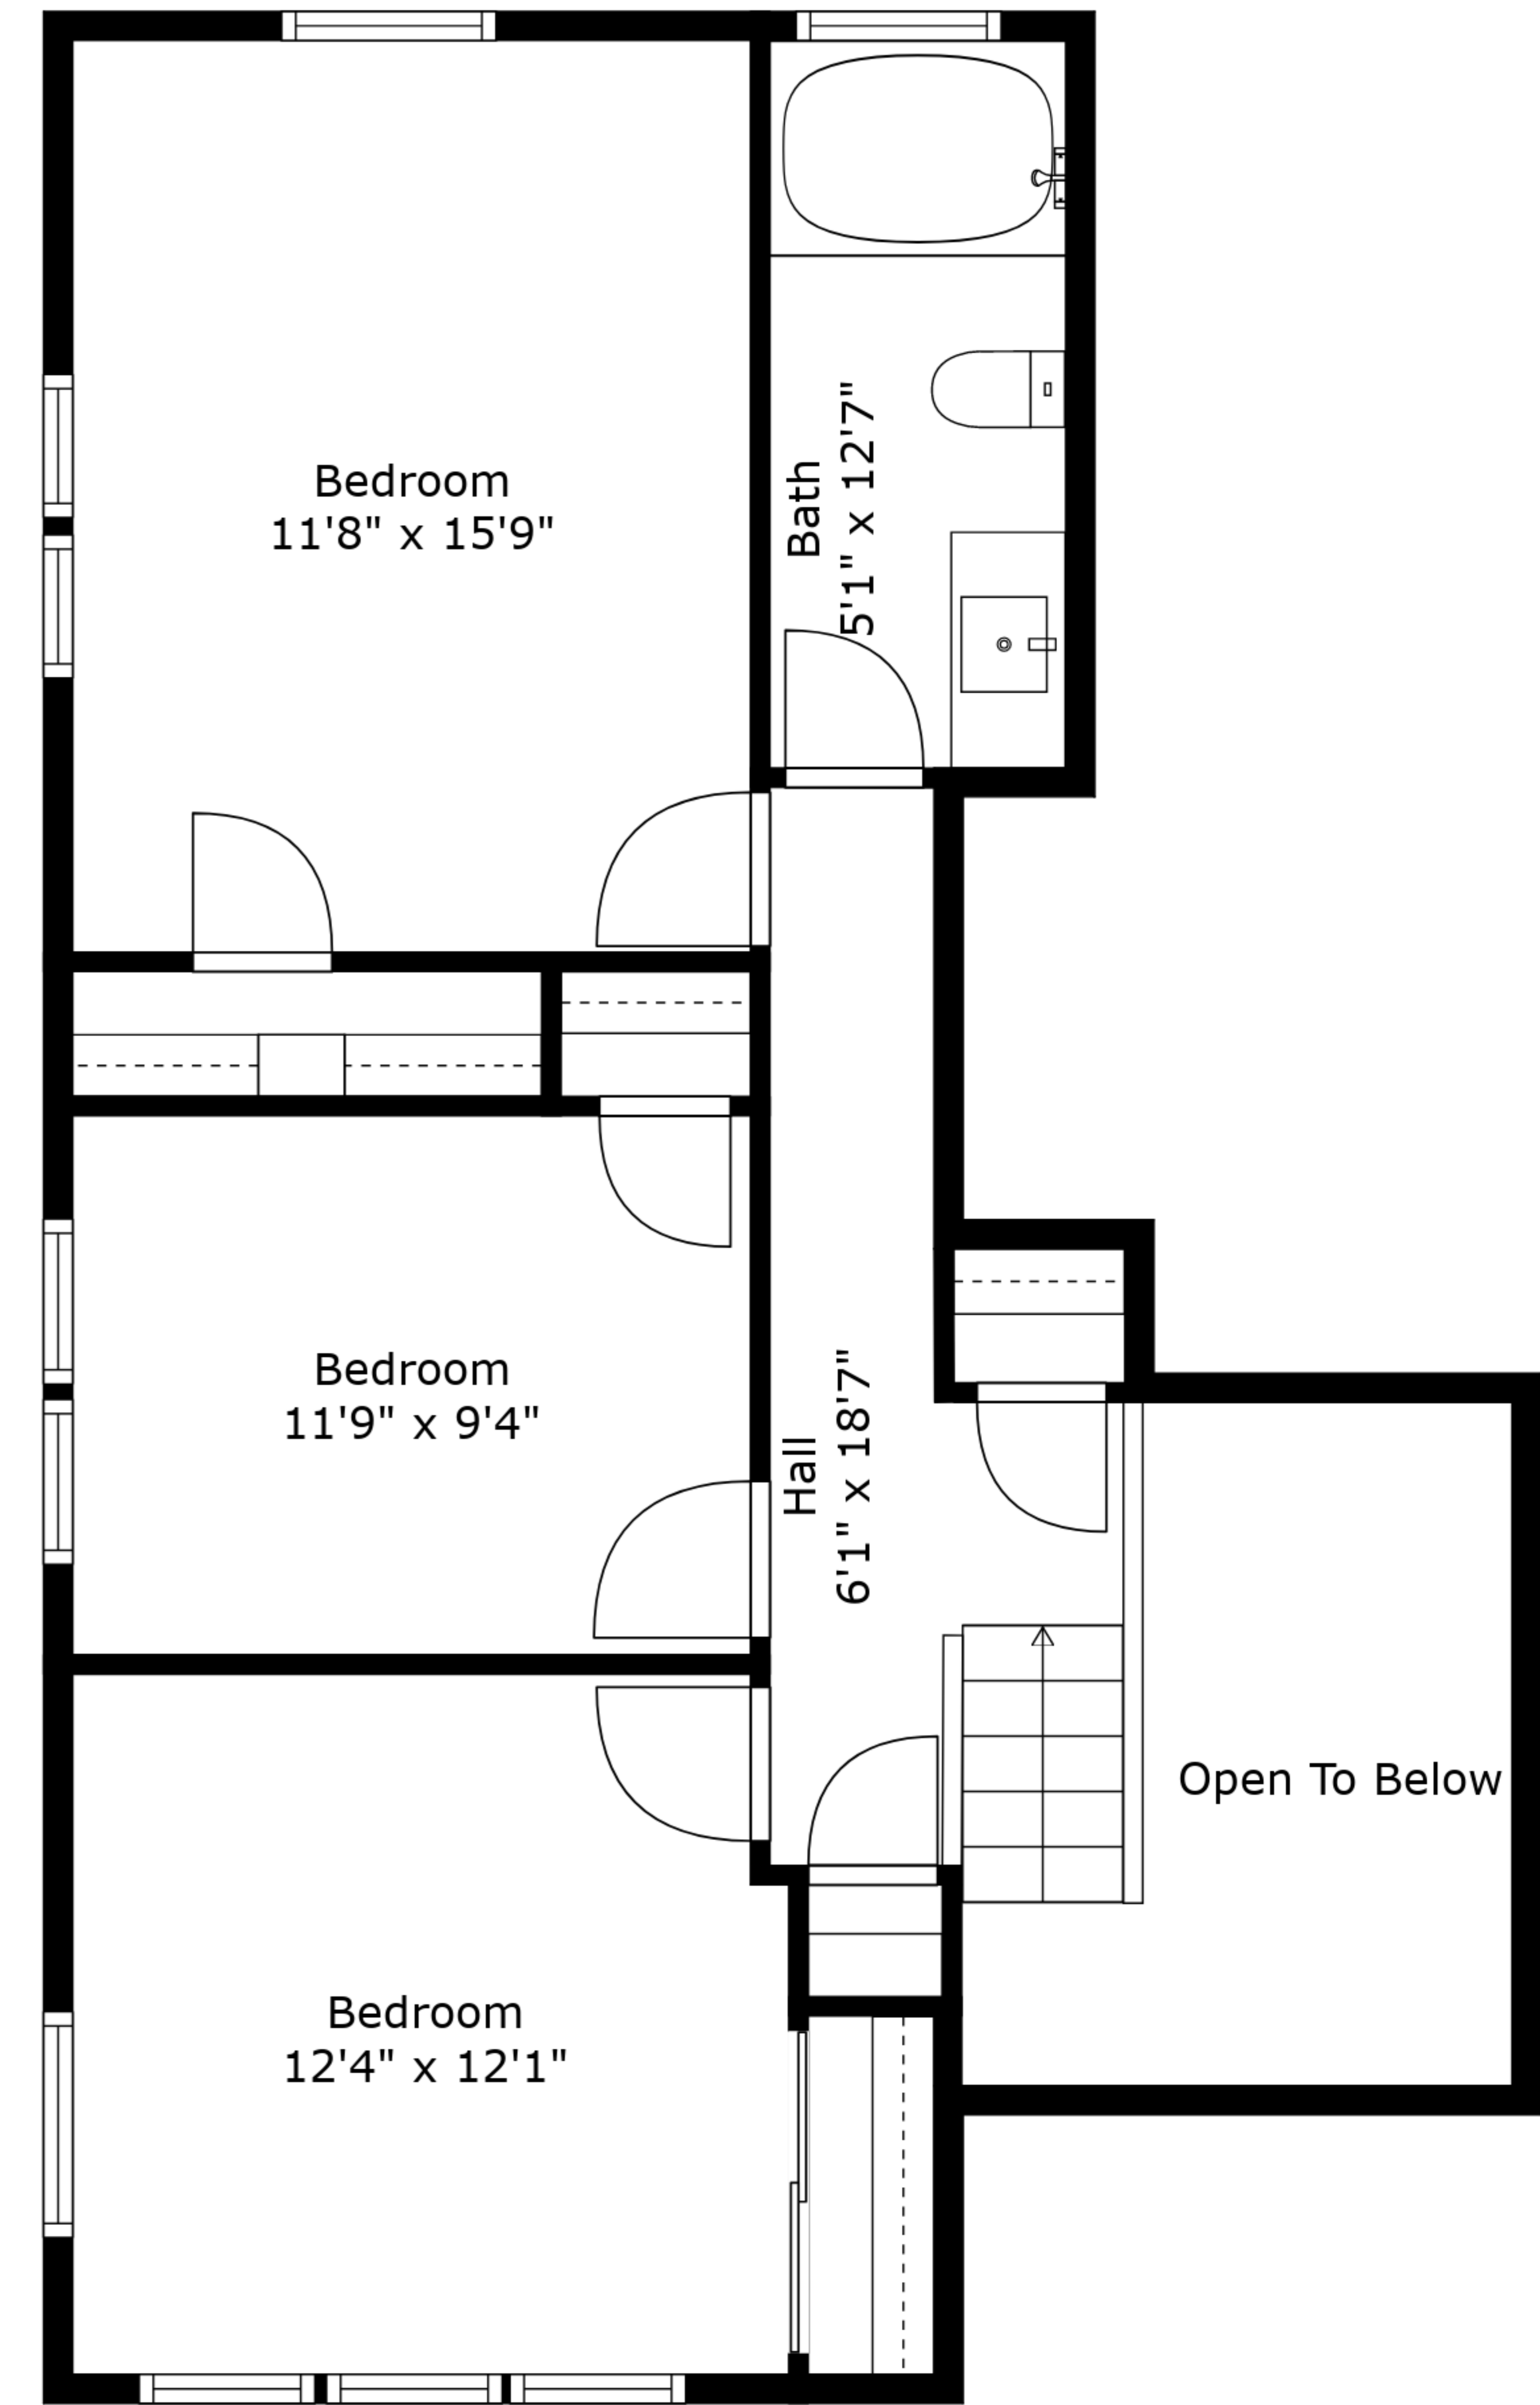 Bedroom
11'8" x 15'9"
Bath
5'1" x 12'7"
Bedroom
11'9" x 9'4"
Hall
6'1" x 18'7"
Open To Below
Bedroom
12'4" x 12'1"